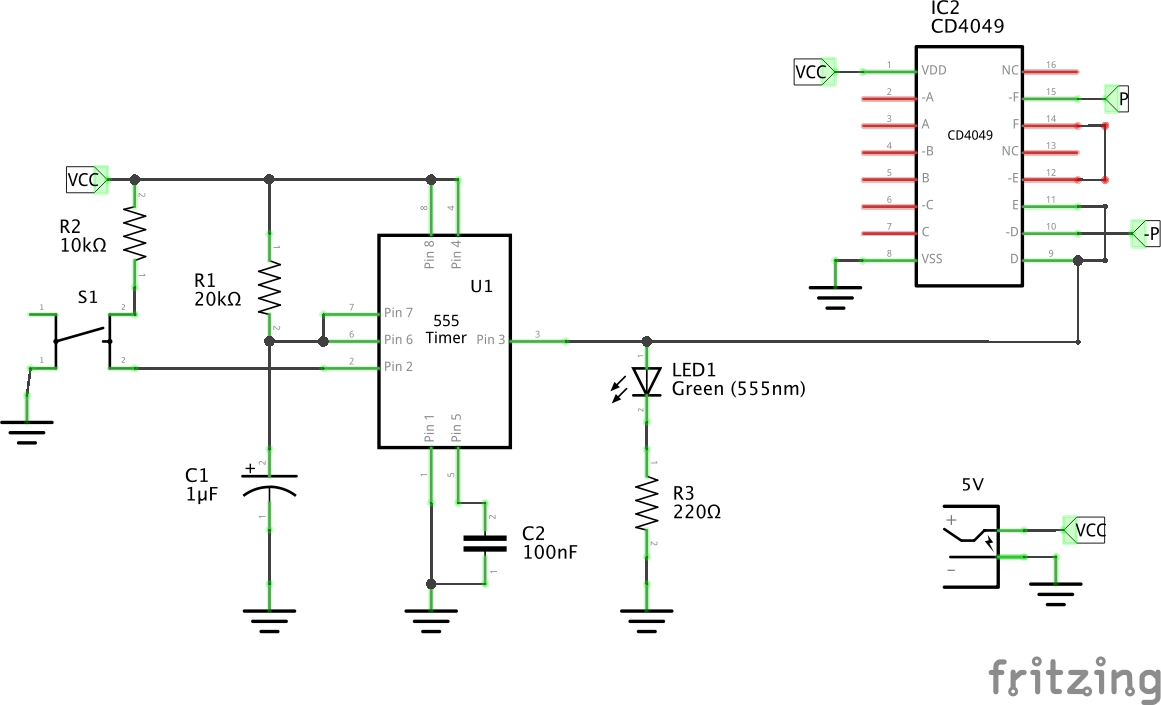 IC2
CD4049
VCC
1
VDD
NC
16
2
-A
-F
15
P
3
A
F
14
CD4049
4
-B
NC
13
5
B
-E
12
6
-C
E
11
7
C
-D
10
-P
8
VSS
D
9
VCC
R2
10kΩ
2
1
S1
1
2
1
2
R1
20kΩ
1
2
8
4
Pin 8
Pin 4
U1
555
Timer
7
Pin 7
6
Pin 6
2
Pin 2
Pin 3
3
Pin 1
Pin 5
1
5
C1
1µF
+
2
1
C2
100nF
2
1
LED1
Green (555nm)
1
2
R3
220Ω
1
2
5V
+
−
VCC
fritzing